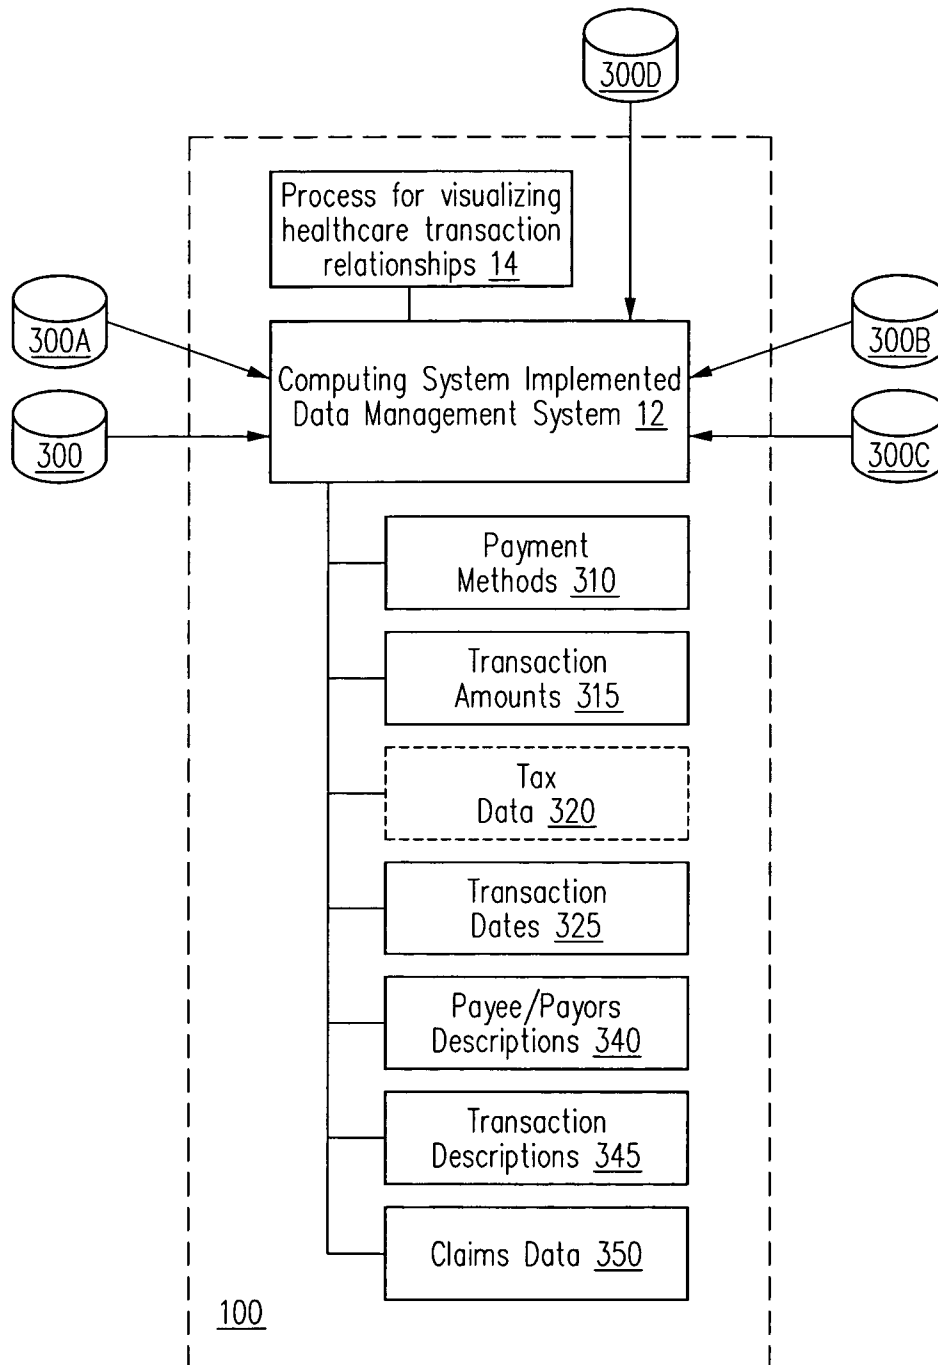 300D
Process for visualizing
healthcare transaction
relationships 14
300A
300B
Computing System Implemented
Data Management System 12
300
300C
Payment
Methods 310
Transaction
Amounts 315
Tax
Data 320
Transaction
Dates 325
Payee/Payors
Descriptions 340
Transaction
Descriptions 345
Claims Data 350
100